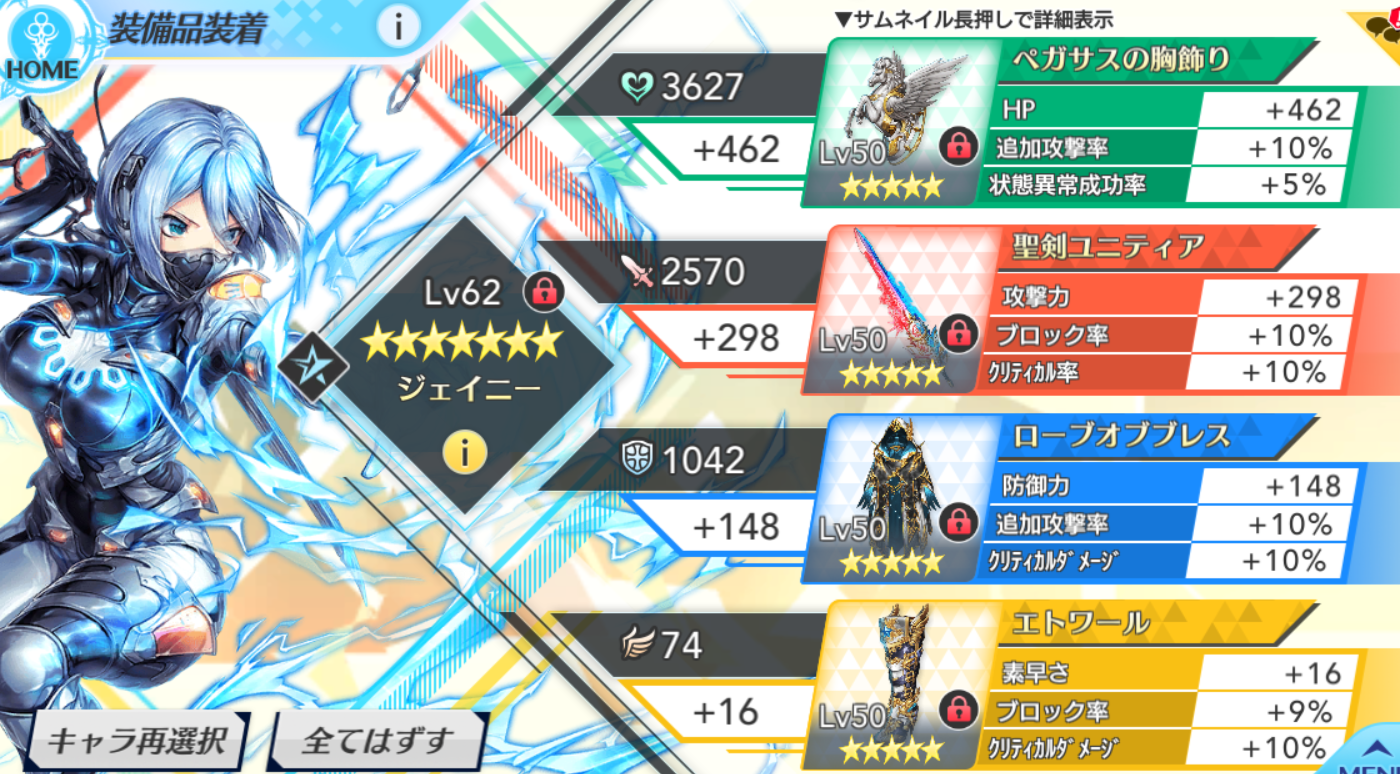 HOME
装備品装着
i
▼サムネイル長押しで詳細表示
3627
+462
Lv50
ペガサスの胸飾り
HP +462
追加攻撃率 +10%
状態異常成功率 +5%
Lv62
ジェイニー
i
2570
+298
Lv50
聖剣ユニティア
攻撃力 +298
ブロック率 +10%
クリティカル率 +10%
1042
+148
Lv50
ローブオブブレス
防御力 +148
追加攻撃率 +10%
クリティカルダメージ +10%
74
+16
Lv50
エトワール
素早さ +16
ブロック率 +9%
クリティカルダメージ +10%
キャラ再選択
全てはずす